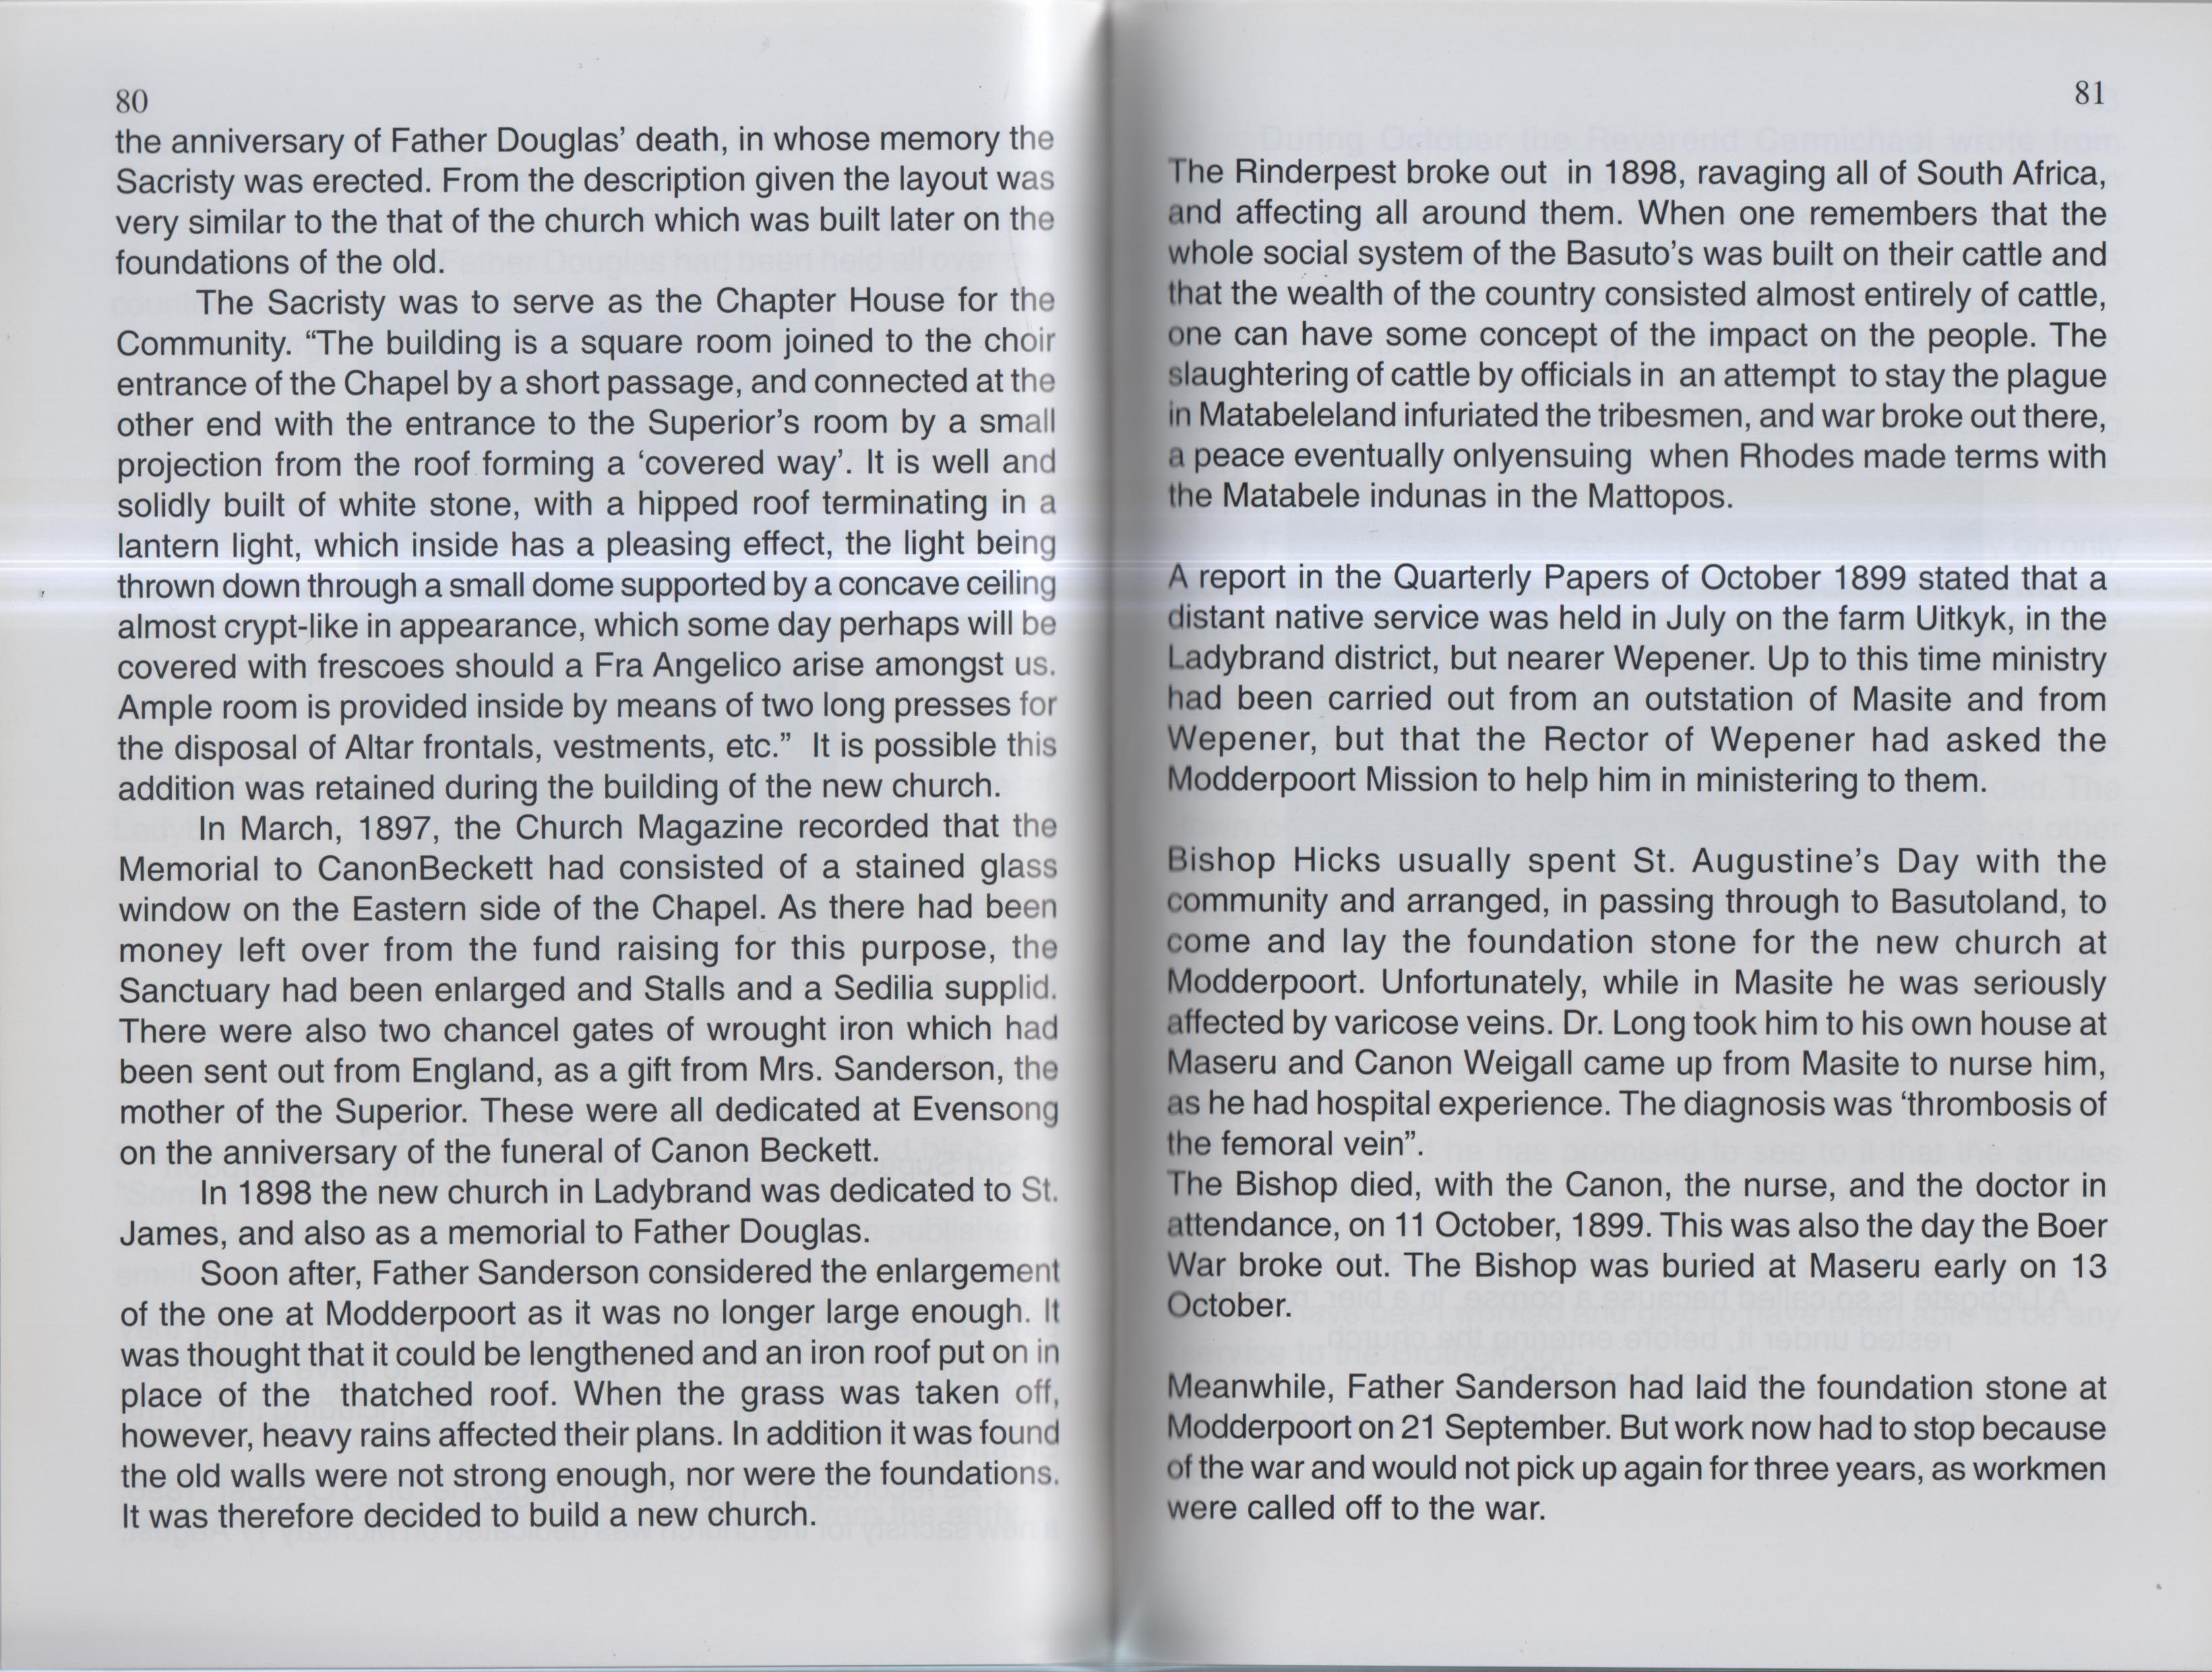 80
the anniversary of Father Douglas’ death, in whose memory the
Sacristy was erected. From the description given the layout was
very similar to the that of the church which was built later on the
foundations of the old.
The Sacristy was to serve as the Chapter House for the
Community. “The building is a square room joined to the choir
entrance of the Chapel by a short passage, and connected at the
other end with the entrance to the Superior’s room by a small
projection from the roof forming a ‘covered way’. It is well and
solidly built of white stone, with a hipped roof terminating in a
lantern light, which inside has a pleasing effect, the light being
thrown down through a small dome supported by a concave ceiling
almost crypt-like in appearance, which some day perhaps will be
covered with frescoes should a Fra Angelico arise amongst us.
Ample room is provided inside by means of two long presses for
the disposal of Altar frontals, vestments, etc.” It is possible this
addition was retained during the building of the new church.
In March, 1897, the Church Magazine recorded that the
Memorial to CanonBeckett had consisted of a stained glass
window on the Eastern side of the Chapel. As there had been
money left over from the fund raising for this purpose, the
Sanctuary had been enlarged and Stalls and a Sedilia supplid.
There were also two chancel gates of wrought iron which had
been sent out from England, as a gift from Mrs. Sanderson, the
mother of the Superior. These were all dedicated at Evensong
on the anniversary of the funeral of Canon Beckett.
In 1898 the new church in Ladybrand was dedicated to St.
James, and also as a memorial to Father Douglas.
Soon after, Father Sanderson considered the enlargement
of the one at Modderpoort as it was no longer large enough. It
was thought that it could be lengthened and an iron roof put on in
place of the thatched roof. When the grass was taken off,
however, heavy rains affected their plans. In addition it was found
the old walls were not strong enough, nor were the foundations.
It was therefore decided to build a new church.
81
The Rinderpest broke out in 1898, ravaging all of South Africa,
and affecting all around them. When one remembers that the
whole social system of the Basuto’s was built on their cattle and
that the wealth of the country consisted almost entirely of cattle,
one can have some concept of the impact on the people. The
slaughtering of cattle by officials in an attempt to stay the plague
in Matabeleland infuriated the tribesmen, and war broke out there,
a peace eventually onlyensuing when Rhodes made terms with
the Matabele indunas in the Mattopos.
A report in the Quarterly Papers of October 1899 stated that a
distant native service was held in July on the farm Uitkyk, in the
Ladybrand district, but nearer Wepener. Up to this time ministry
had been carried out from an outstation of Masite and from
Wepener, but that the Rector of Wepener had asked the
Modderpoort Mission to help him in ministering to them.
Bishop Hicks usually spent St. Augustine’s Day with the
community and arranged, in passing through to Basutoland, to
come and lay the foundation stone for the new church at
Modderpoort. Unfortunately, while in Masite he was seriously
affected by varicose veins. Dr. Long took him to his own house at
Maseru and Canon Weigall came up from Masite to nurse him,
as he had hospital experience. The diagnosis was ‘thrombosis of
the femoral vein”.
The Bishop died, with the Canon, the nurse, and the doctor in
attendance, on 11 October, 1899. This was also the day the Boer
War broke out. The Bishop was buried at Maseru early on 13
October.
Meanwhile, Father Sanderson had laid the foundation stone at
Modderpoort on 21 September. But work now had to stop because
of the war and would not pick up again for three years, as workmen
were called off to the war.